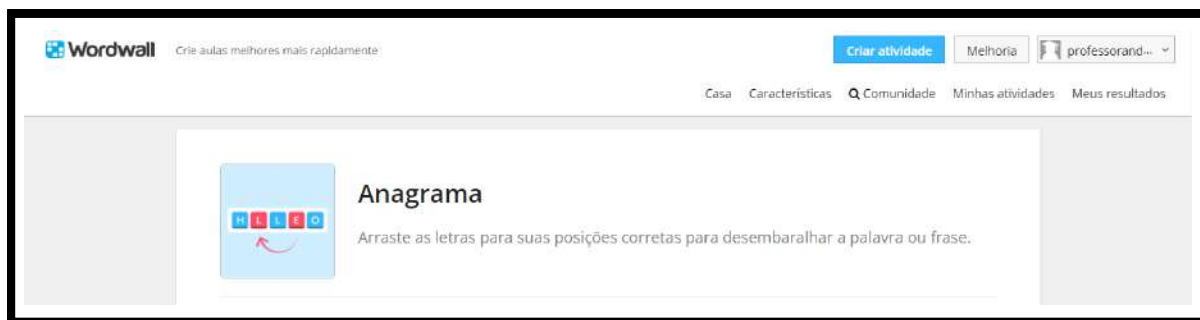 Wordwall Crie aulas melhores mais rapidamente Criar atividade Melhoria professorand...
Casa Características Comunidade Minhas atividades Meus resultados
Anagrama
H L L E O
Arraste as letras para suas posições corretas para desembaralhar a palavra ou frase.